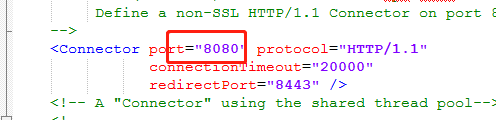 Define a non-SSL HTTP/1.1 Connector on port 8
-->
<Connector port="8080" protocol="HTTP/1.1"
connectionTimeout="20000"
redirectPort="8443" />
<!-- A "Connector" using the shared thread pool-->
<!